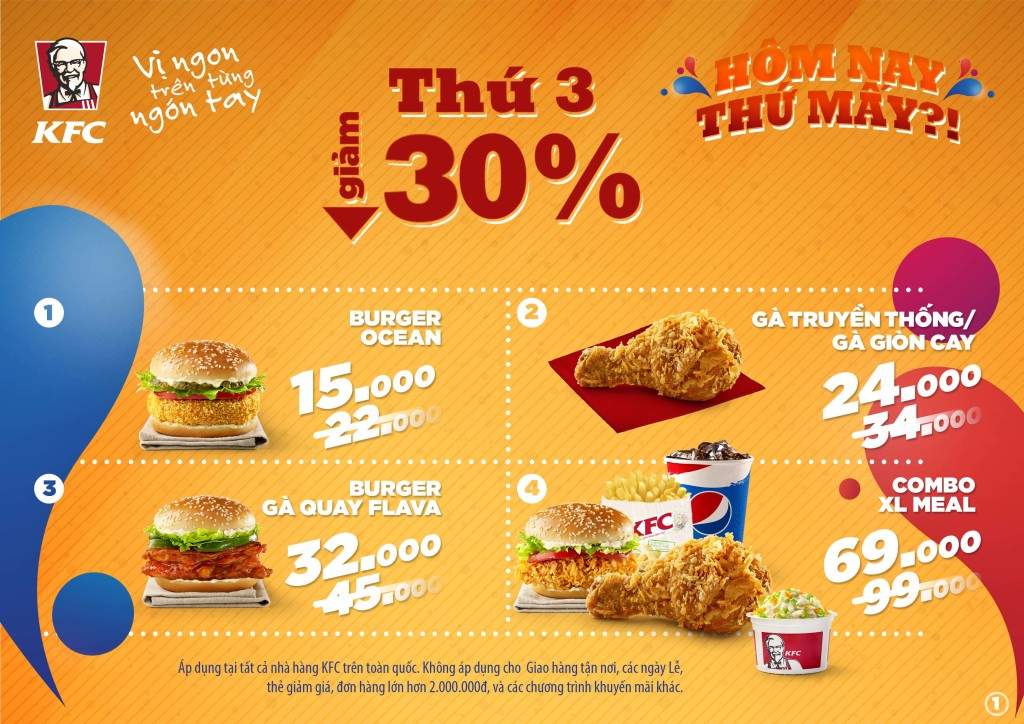 KFC
Vị ngon
trên từng
ngón tay
Thứ 3
giảm
30%
HÔM NAY
THỨ MẤY?!
1
BURGER
OCEAN
15.000
22.000
2
GÀ TRUYỀN THỐNG/
GÀ GIÒN CAY
24.000
34.000
3
BURGER
GÀ QUAY FLAVA
32.000
45.000
4
COMBO
XL MEAL
69.000
99.000
KFC
KFC
Áp dụng tại tất cả nhà hàng KFC trên toàn quốc. Không áp dụng cho Giao hàng tận nơi, các ngày Lễ,
thẻ giảm giá, đơn hàng lớn hơn 2.000.000đ, và các chương trình khuyến mãi khác.
1